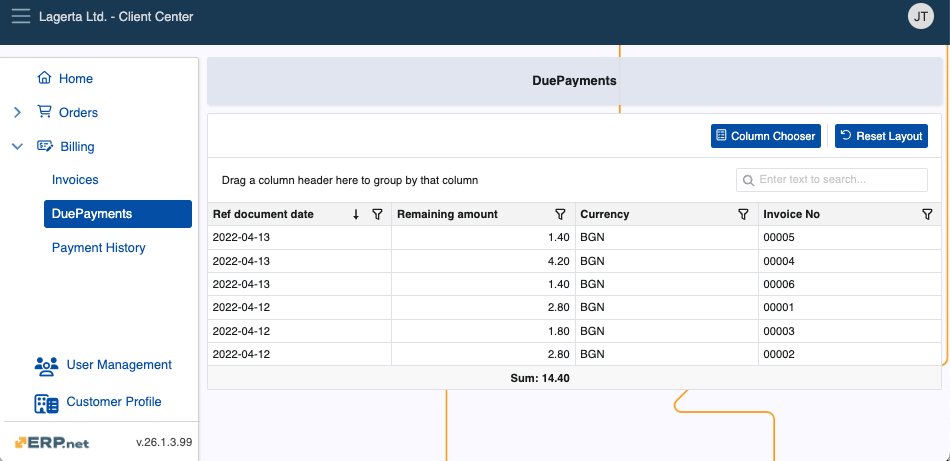 Lagerta Ltd. - Client Center
JT
Home
Orders
Billing
Invoices
DuePayments
Payment History
User Management
Customer Profile
ERP.net
v.26.1.3.99
DuePayments
Column Chooser
Reset Layout
Drag a column header here to group by that column
Enter text to search...
Ref document date Remaining amount Currency Invoice No
2022-04-13 1.40 BGN 00005
2022-04-13 4.20 BGN 00004
2022-04-13 1.40 BGN 00006
2022-04-12 2.80 BGN 00001
2022-04-12 1.80 BGN 00003
2022-04-12 2.80 BGN 00002
Sum: 14.40